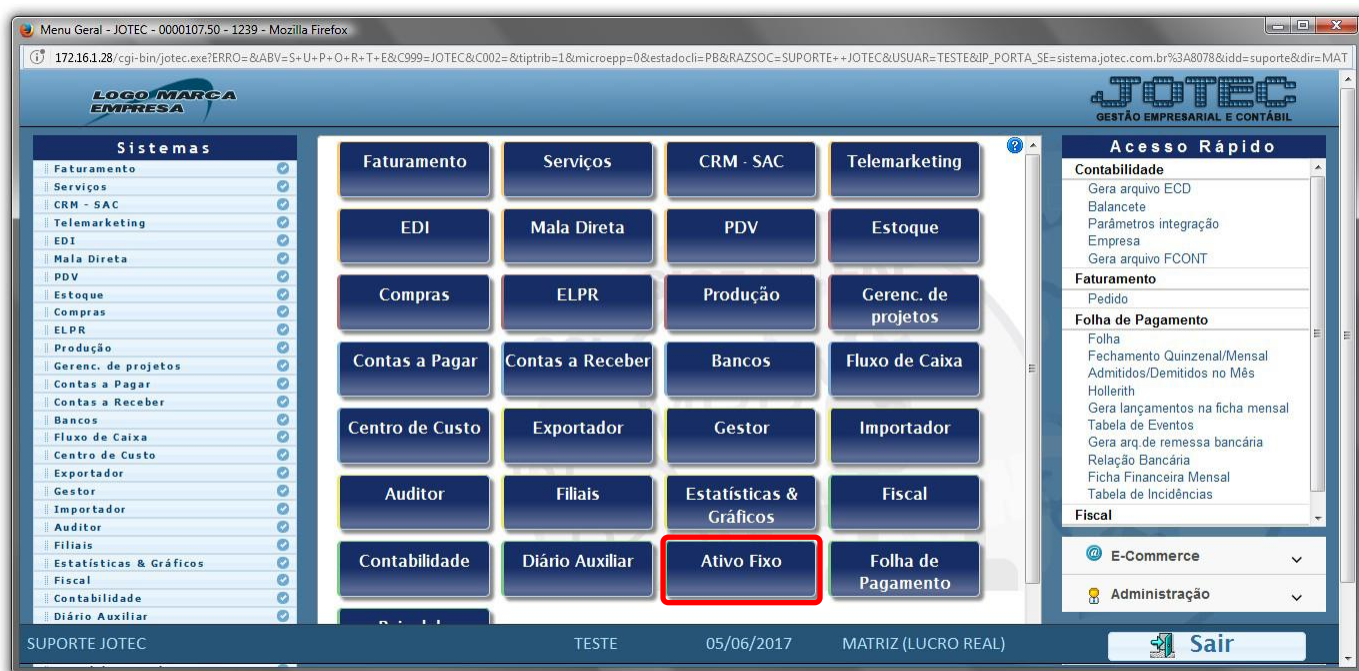 Menu Geral - JOTEC - 0000107.50 - 1239 - Mozilla Firefox
172.16.1.28/cgi-bin/jotec.exe?ERRO=&ABV=S+U+P+O+R+T+E&C999=JOTEC&C002=&tiptrib=1&microepp=0&estadocli=PB&RAZSOC=SUPORTE++JOTEC&USUAR=TESTE&IP_PORTA_SE=sistema.jotec.com.br%3A8078&idd=suporte&dir=MAT
LOGO MARCA
EMPRESA
JOTEC
GESTÃO EMPRESARIAL E CONTÁBIL
Sistemas
Faturamento
Serviços
CRM - SAC
Telemarketing
EDI
Mala Direta
PDV
Estoque
Compras
ELPR
Produção
Gerenc. de projetos
Contas a Pagar
Contas a Receber
Bancos
Fluxo de Caixa
Centro de Custo
Exportador
Gestor
Importador
Auditor
Filiais
Estatísticas & Gráficos
Fiscal
Contabilidade
Diário Auxiliar
Faturamento
Serviços
CRM - SAC
Telemarketing
EDI
Mala Direta
PDV
Estoque
Compras
ELPR
Produção
Gerenc. de
projetos
Contas a Pagar
Contas a Receber
Bancos
Fluxo de Caixa
Centro de Custo
Exportador
Gestor
Importador
Auditor
Filiais
Estatísticas &
Gráficos
Fiscal
Contabilidade
Diário Auxiliar
Ativo Fixo
Folha de
Pagamento
Acesso Rápido
Contabilidade
Gera arquivo ECD
Balancete
Parâmetros integração
Empresa
Gera arquivo FCONT
Faturamento
Pedido
Folha de Pagamento
Folha
Fechamento Quinzenal/Mensal
Admitidos/Demitidos no Mês
Hollerith
Gera lançamentos na ficha mensal
Tabela de Eventos
Gera arq.de remessa bancária
Relação Bancária
Ficha Financeira Mensal
Tabela de Incidências
Fiscal
E-Commerce
Administração
SUPORTE JOTEC
TESTE
05/06/2017
MATRIZ (LUCRO REAL)
Sair